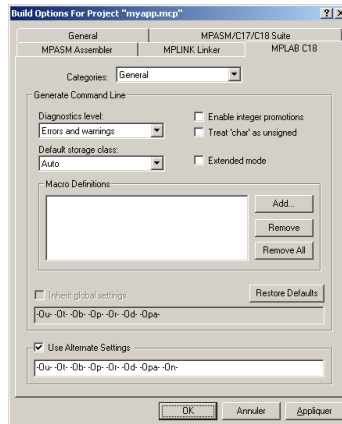 Build Options For Project "myapp.mcp"
General
MPASM/C17/C18 Suite
MPASM Assembler
MPLINK Linker
MPLAB C18
Categories:
General
Generate Command Line
Diagnostics level:
Errors and warnings
Enable integer promotions
Treat 'char' as unsigned
Default storage class:
Auto
Extended mode
Macro Definitions
Add...
Remove
Remove All
Inherit global settings
Restore Defaults
-Ou- -Ot- -Ob- -Op- -Or- -Od- -Opa-
Use Alternate Settings
-Ou- -Ot- -Ob- -Op- -Or- -Od- -Opa- -On-
OK
Annuler
Appliquer